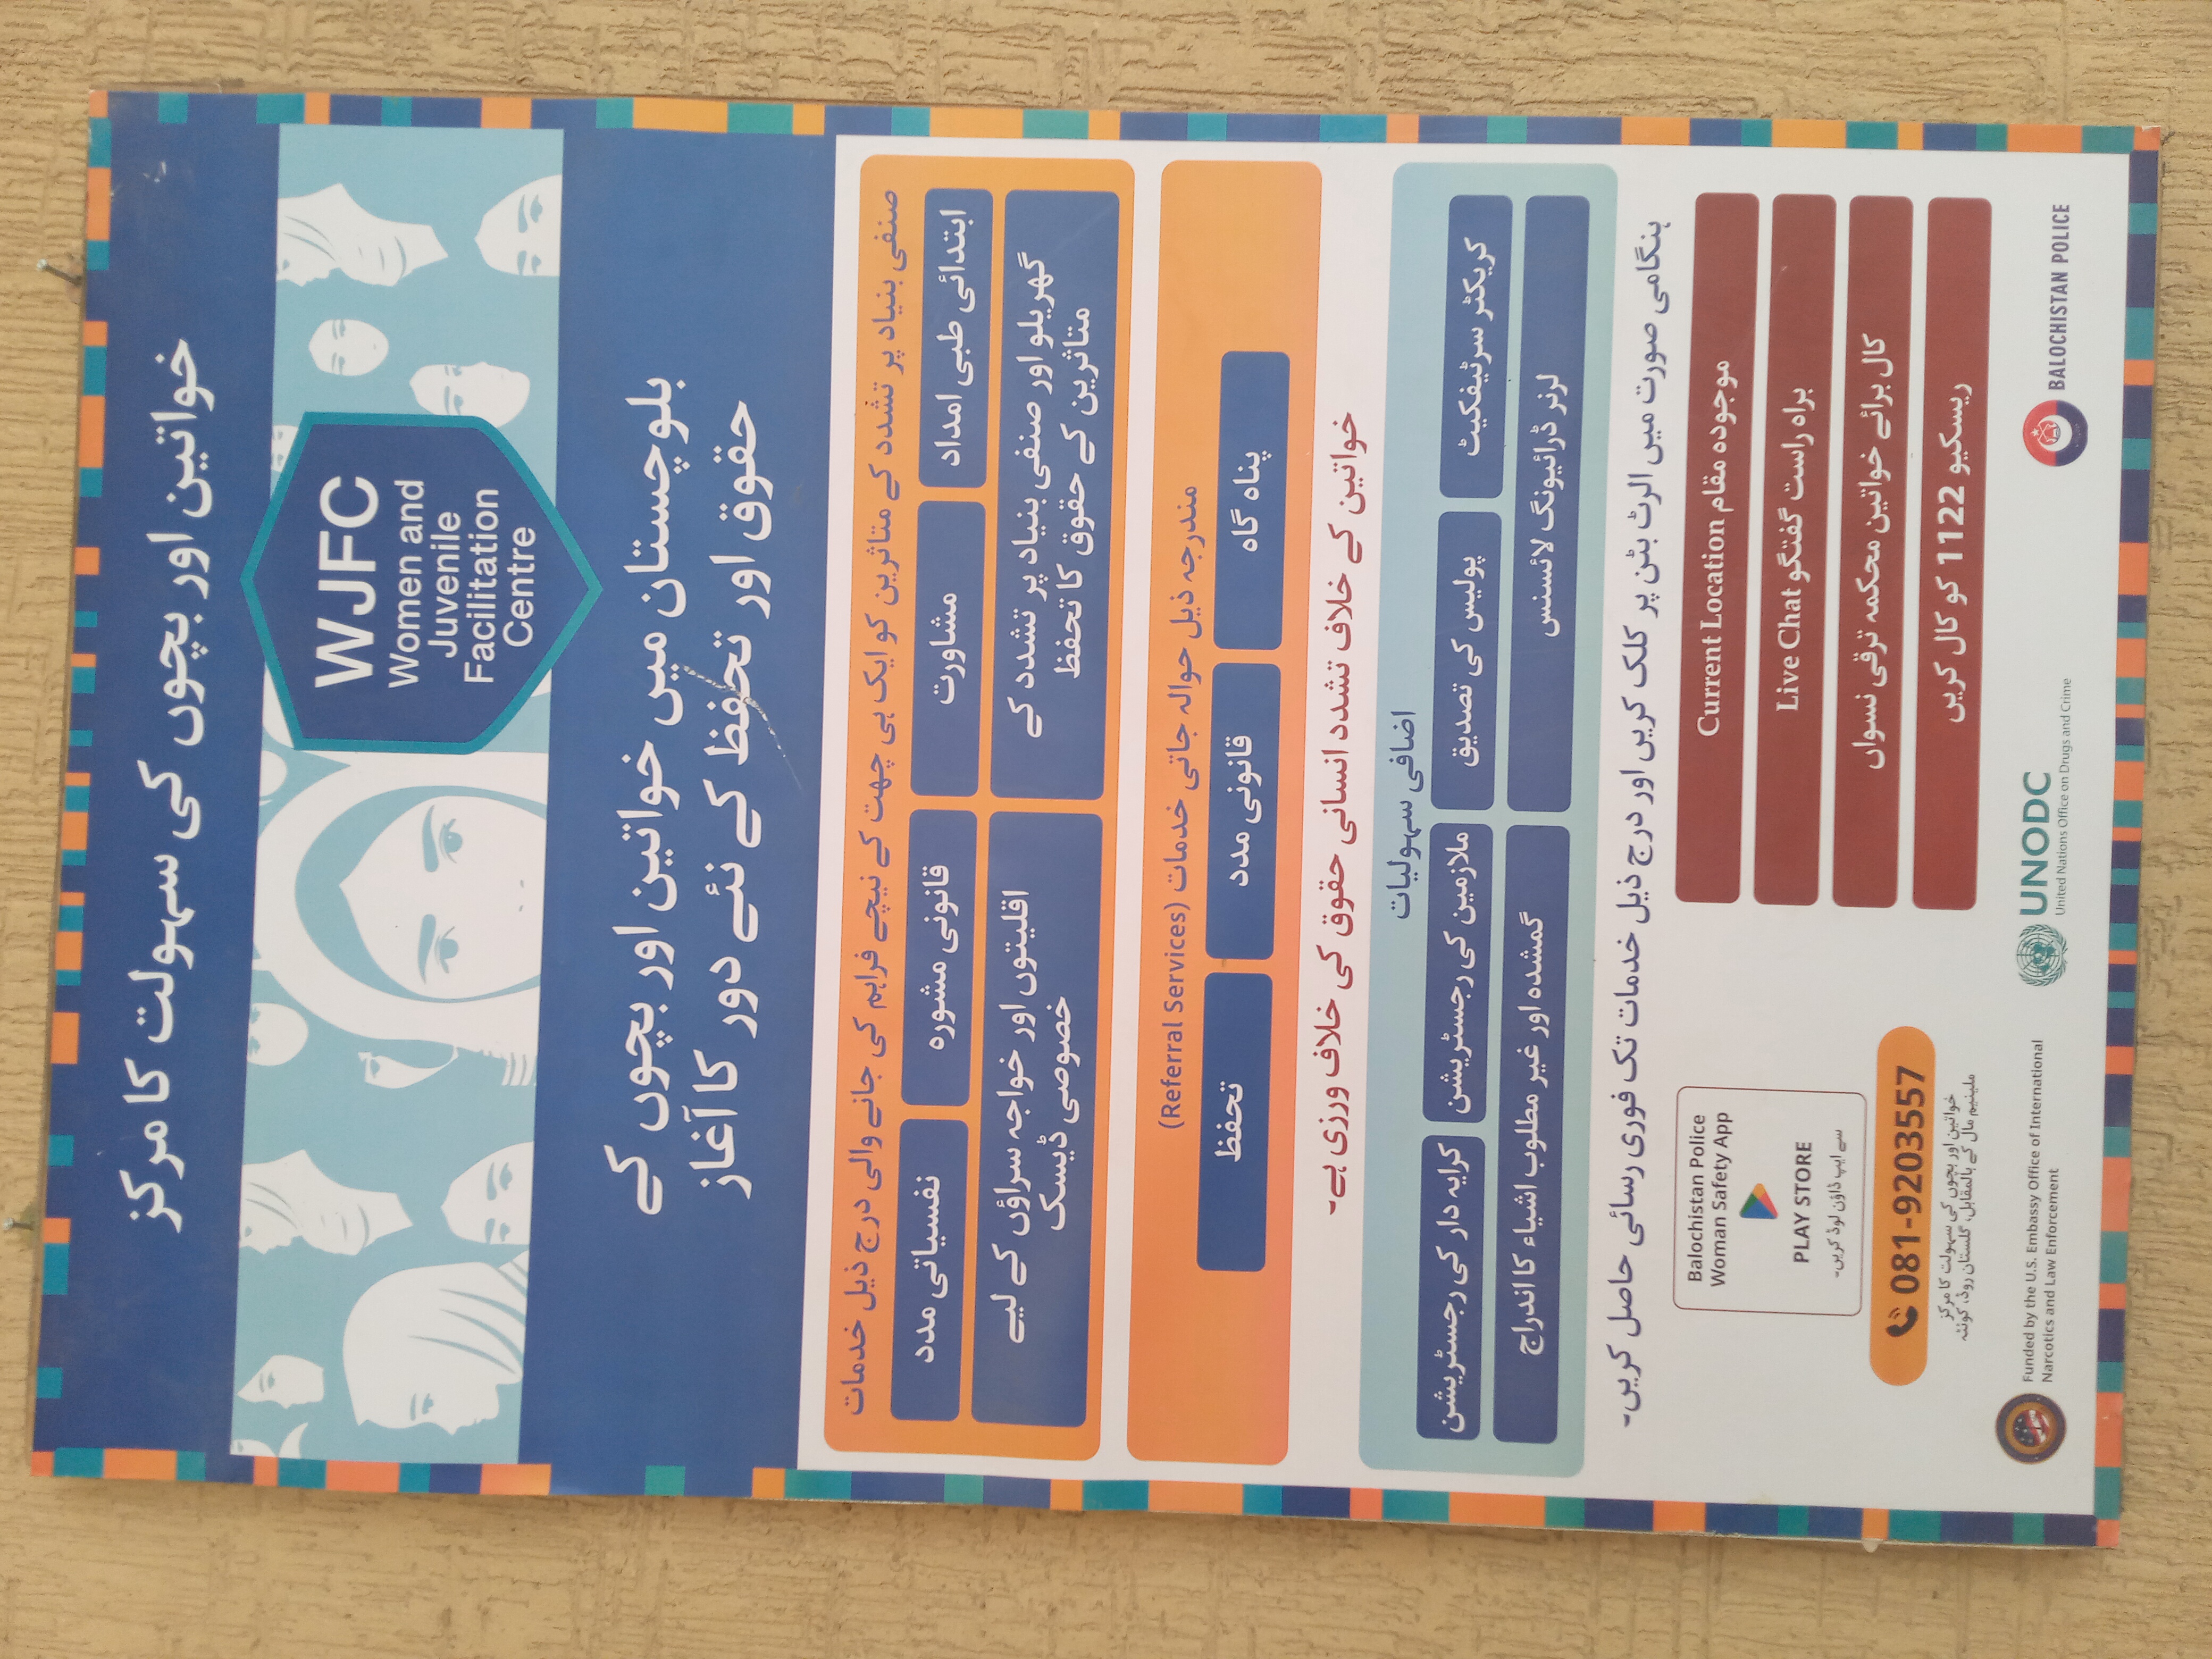 خواتین اور بچوں کی سہولت کا مرکز
WJFC
Women and
Juvenile
Facilitation
Centre
بلوچستان میں خواتین اور بچوں کے
حقوق اور تحفظ کے نئے دور کا آغاز
صنفی بنیاد پر تشدد کے متاثرین کو ایک ہی چھت کے نیچے فراہم کی جانے والی درج ذیل خدمات
ابتدائی طبی امداد
مشاورت
قانونی مشورہ
نفسیاتی مدد
گھریلو اور صنفی بنیاد پر تشدد کے
متاثرین کے حقوق کا تحفظ
اقلیتوں اور خواجہ سراؤں کے لیے
خصوصی ڈیسک
مندرجہ ذیل حوالہ جاتی خدمات (Referral Services)
پناہ گاہ
قانونی مدد
تحفظ
خواتین کے خلاف تشدد انسانی حقوق کی خلاف ورزی ہے۔
اضافی سہولیات
کریکٹر سرٹیفکیٹ
پولیس کی تصدیق
ملازمین کی رجسٹریشن
کرایہ دار کی رجسٹریشن
لرنر ڈرائیونگ لائسنس
گمشدہ اور غیر مطلوب اشیاء کا اندراج
ہنگامی صورت میں الرٹ بٹن پر کلک کریں اور درج ذیل خدمات تک فوری رسائی حاصل کریں۔
موجودہ مقام Current Location
براہ راست گفتگو Live Chat
کال برائے خواتین محکمہ ترقی نسواں
ریسکیو 1122 کو کال کریں
Balochistan Police
Woman Safety App
PLAY STORE
سے ایپ ڈاؤن لوڈ کریں۔
081-9203557
خواتین اور بچوں کی سہولت کا مرکز
ملینیم مال کے بالمقابل، گلستان روڈ، کوئٹہ
Funded by the U.S. Embassy Office of International
Narcotics and Law Enforcement
UNODC
United Nations Office on Drugs and Crime
BALOCHISTAN POLICE